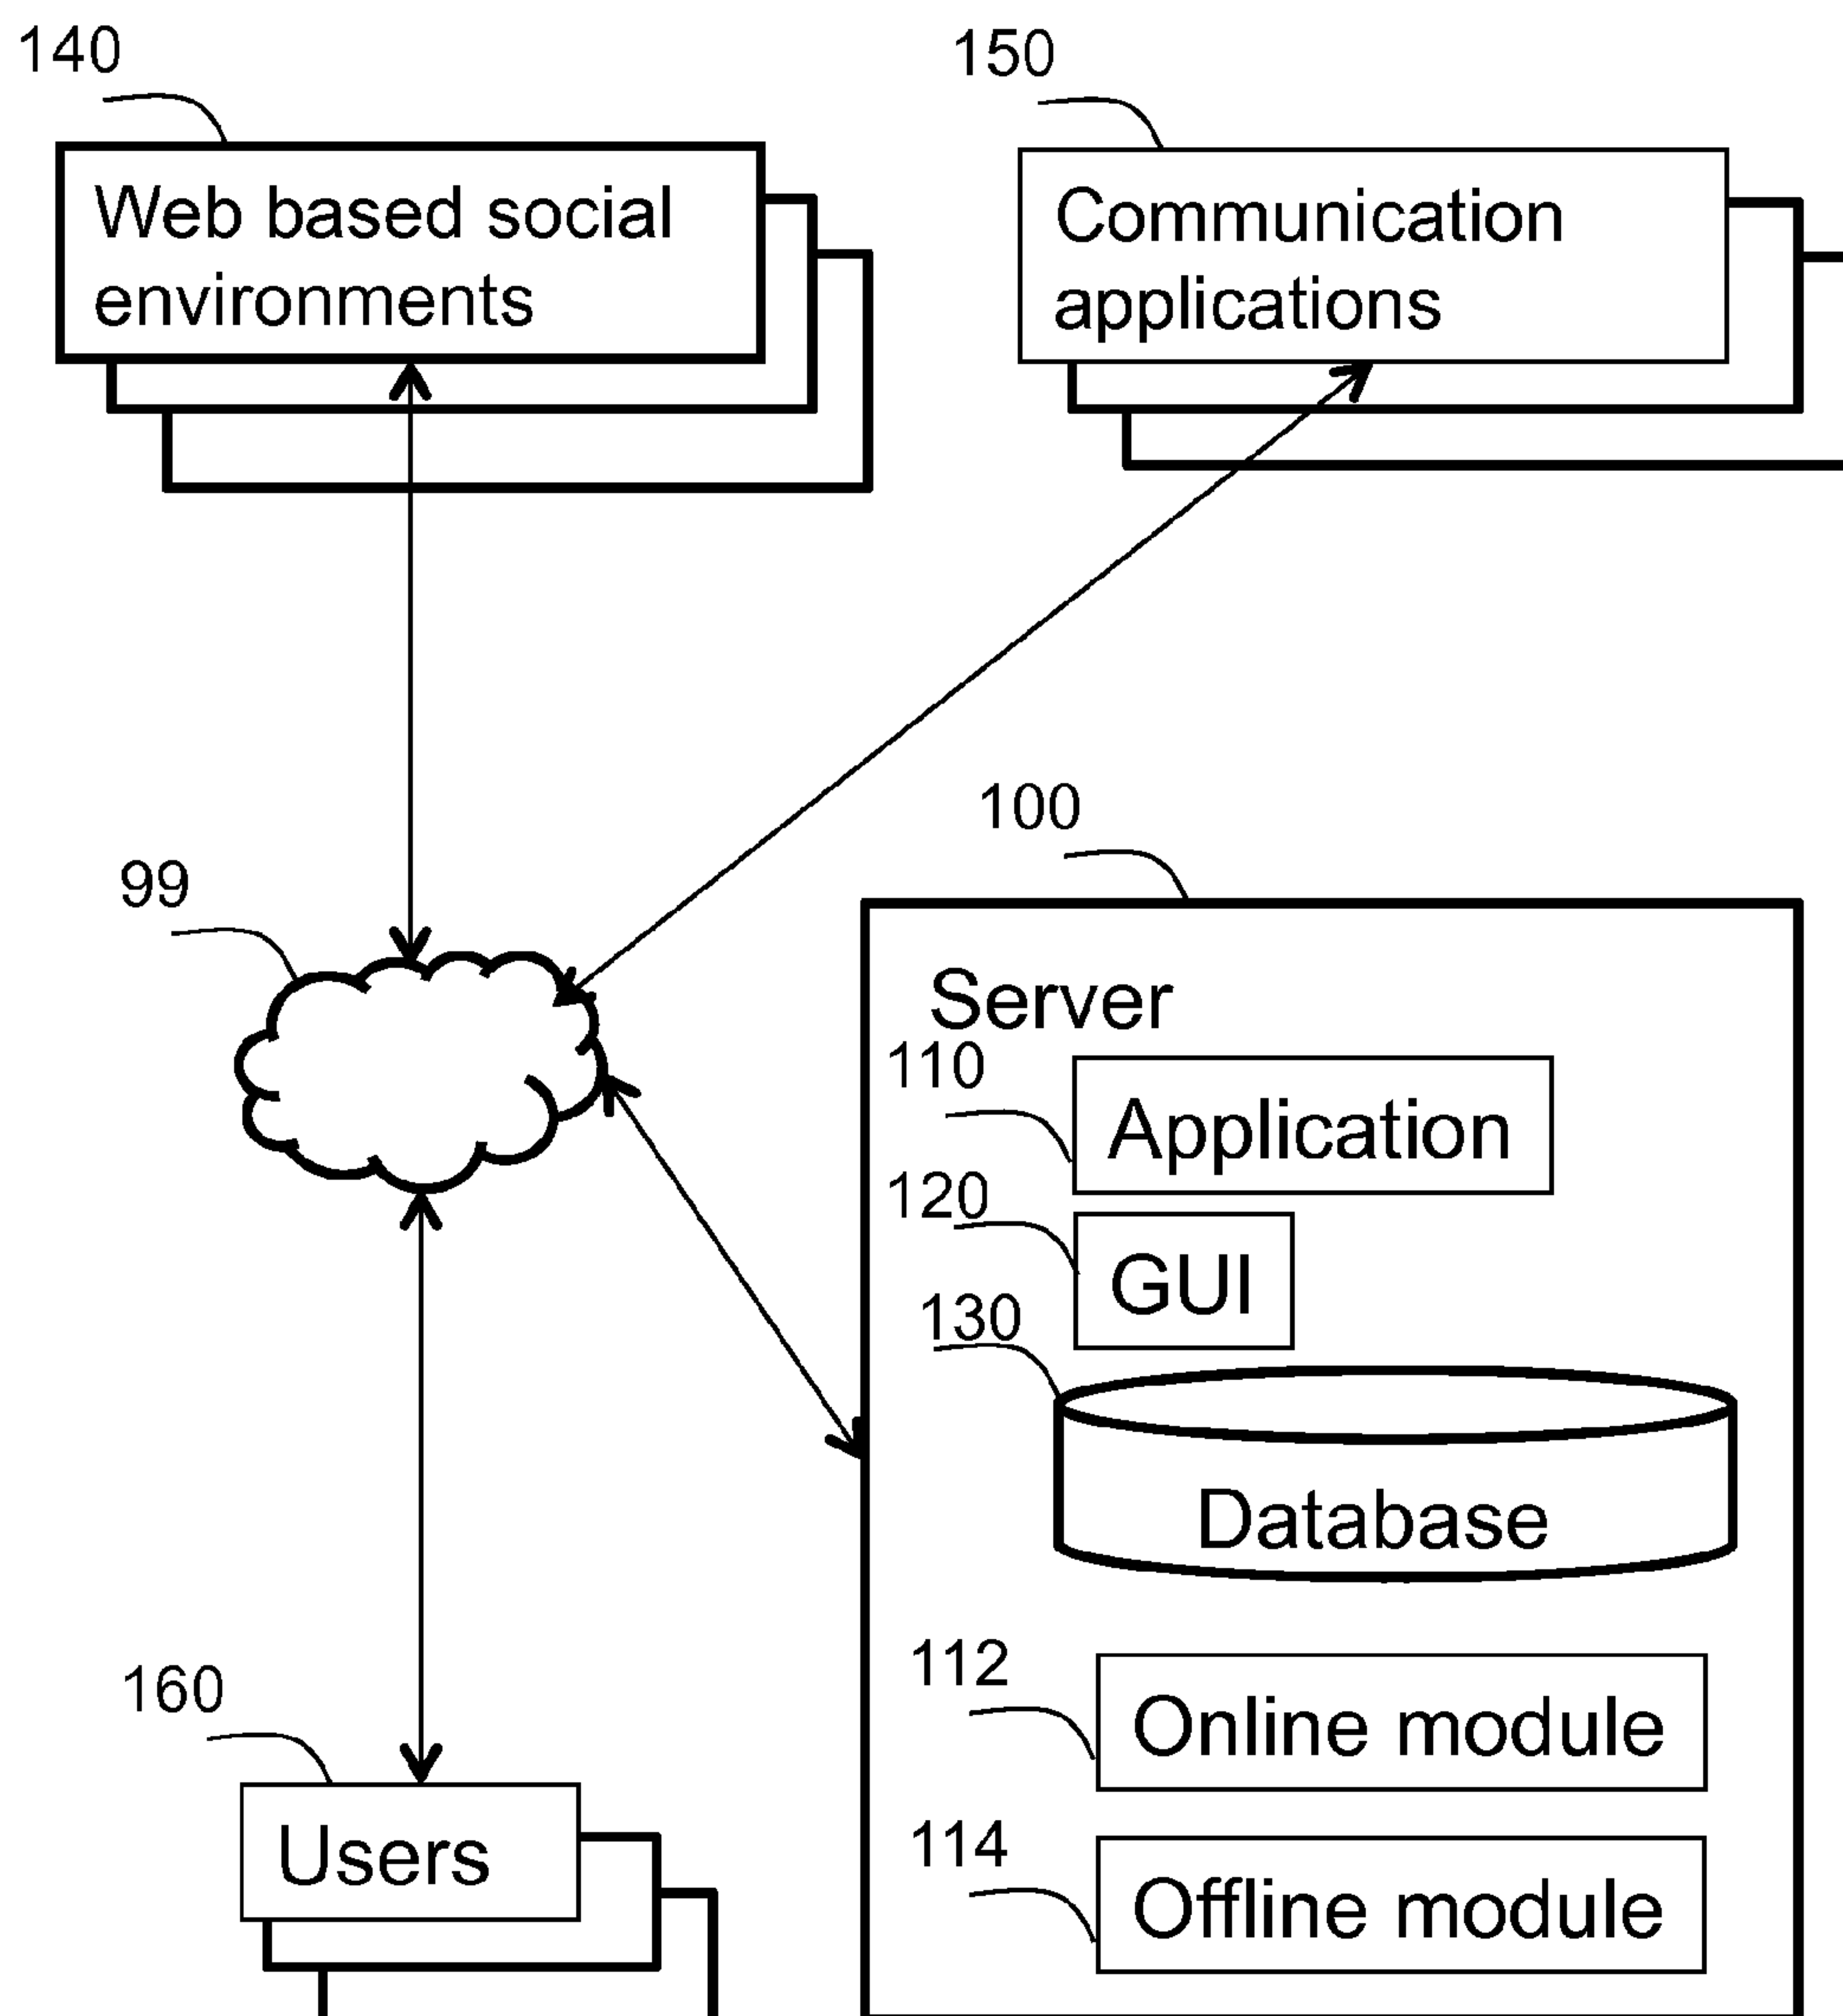 140
150
Web based social
environments
Communication
applications
100
99
Server
110
Application
120
GUI
130
Database
112
Online module
160
114
Users
Offline module